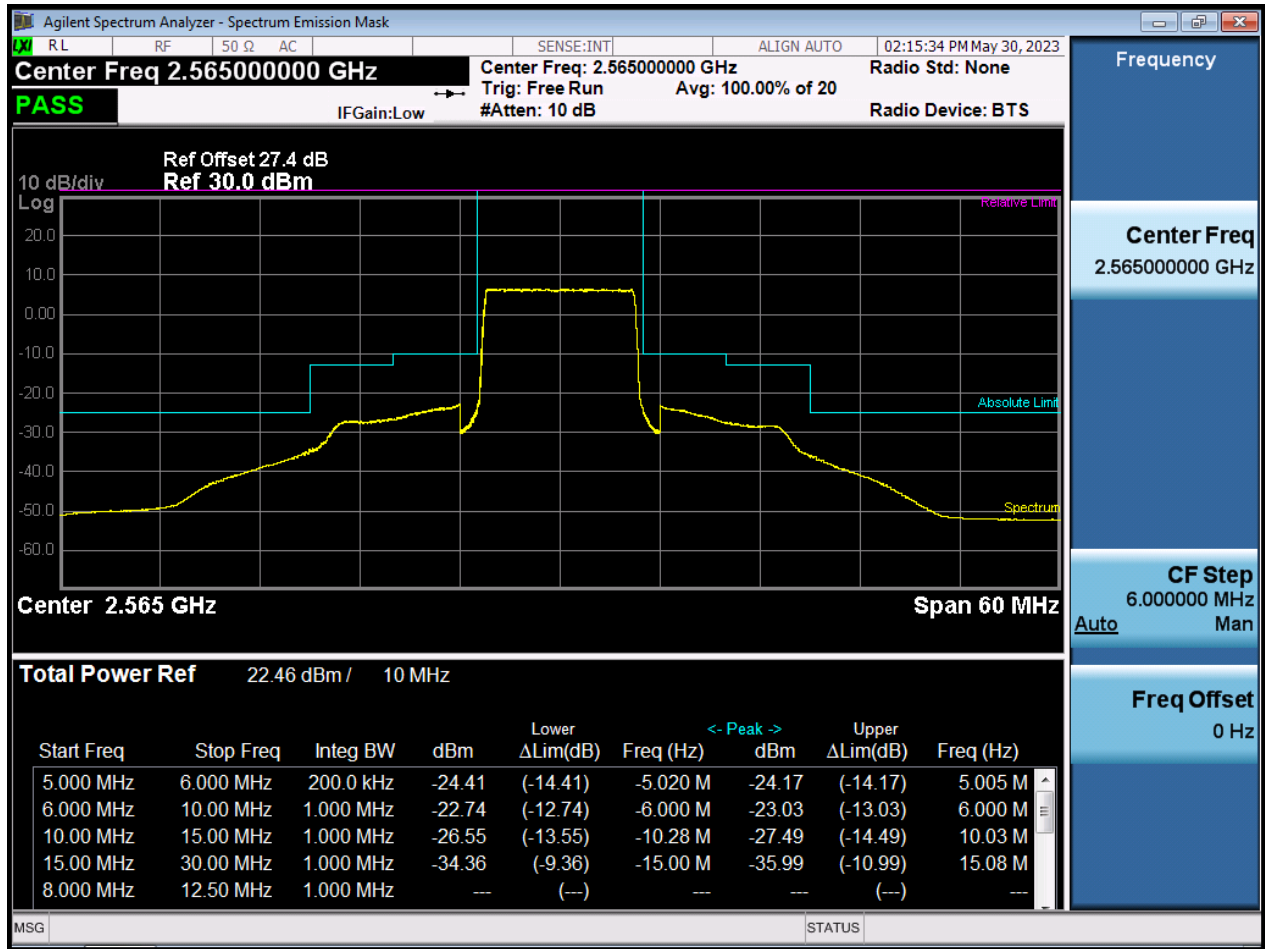 Agilent Spectrum Analyzer - Spectrum Emission Mask
LXI RL RF 50 Ω AC SENSE:INT ALIGN AUTO 02:15:34 PM May 30, 2023
Center Freq 2.565000000 GHz
PASS
IFGain:Low
Center Freq: 2.565000000 GHz
Trig: Free Run Avg: 100.00% of 20
#Atten: 10 dB
Radio Std: None
Radio Device: BTS
Ref Offset 27.4 dB
10 dB/div Ref 30.0 dBm
Log
Relative Limit
20.0
10.0
0.00
-10.0
-20.0
Absolute Limit
-30.0
-40.0
-50.0
Spectrum
-60.0
Center 2.565 GHz Span 60 MHz
Total Power Ref 22.46 dBm / 10 MHz
Lower <- Peak -> Upper
Start Freq Stop Freq Integ BW dBm ΔLim(dB) Freq (Hz) dBm ΔLim(dB) Freq (Hz)
5.000 MHz 6.000 MHz 200.0 kHz -24.41 (-14.41) -5.020 M -24.17 (-14.17) 5.005 M
6.000 MHz 10.00 MHz 1.000 MHz -22.74 (-12.74) -6.000 M -23.03 (-13.03) 6.000 M
10.00 MHz 15.00 MHz 1.000 MHz -26.55 (-13.55) -10.28 M -27.49 (-14.49) 10.03 M
15.00 MHz 30.00 MHz 1.000 MHz -34.36 (-9.36) -15.00 M -35.99 (-10.99) 15.08 M
8.000 MHz 12.50 MHz 1.000 MHz --- (---) --- --- (---) ---
MSG STATUS
Frequency
Center Freq
2.565000000 GHz
CF Step
6.000000 MHz
Auto Man
Freq Offset
0 Hz